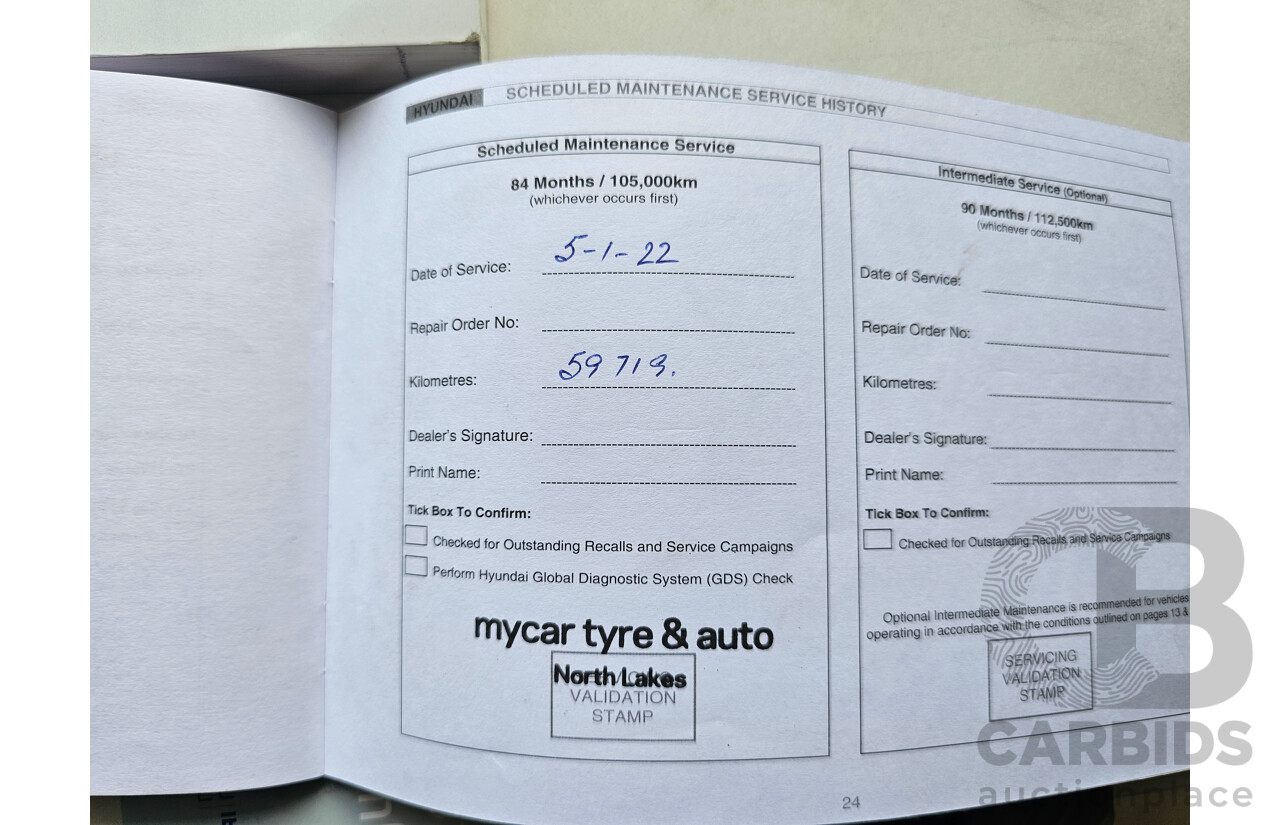 HYUNDAI
SCHEDULED MAINTENANCE SERVICE HISTORY
Scheduled Maintenance Service
84 Months / 105,000km
(whichever occurs first)
Date of Service: 5-1-22
Repair Order No:
Kilometres: 59 719.
Dealer's Signature:
Print Name:
Tick Box To Confirm:
Checked for Outstanding Recalls and Service Campaigns
Perform Hyundai Global Diagnostic System (GDS) Check
mycar tyre & auto
North Lakes
VALIDATION
STAMP
Intermediate Service (Optional)
90 Months / 112,500km
(whichever occurs first)
Date of Service:
Repair Order No:
Kilometres:
Dealer's Signature:
Print Name:
Tick Box To Confirm:
Checked for Outstanding Recalls and Service Campaigns
Optional Intermediate Maintenance is recommended for vehicles
operating in accordance with the conditions outlined on pages 13 &
SERVICING
VALIDATION
STAMP
24
CARBIDS
auctionplace